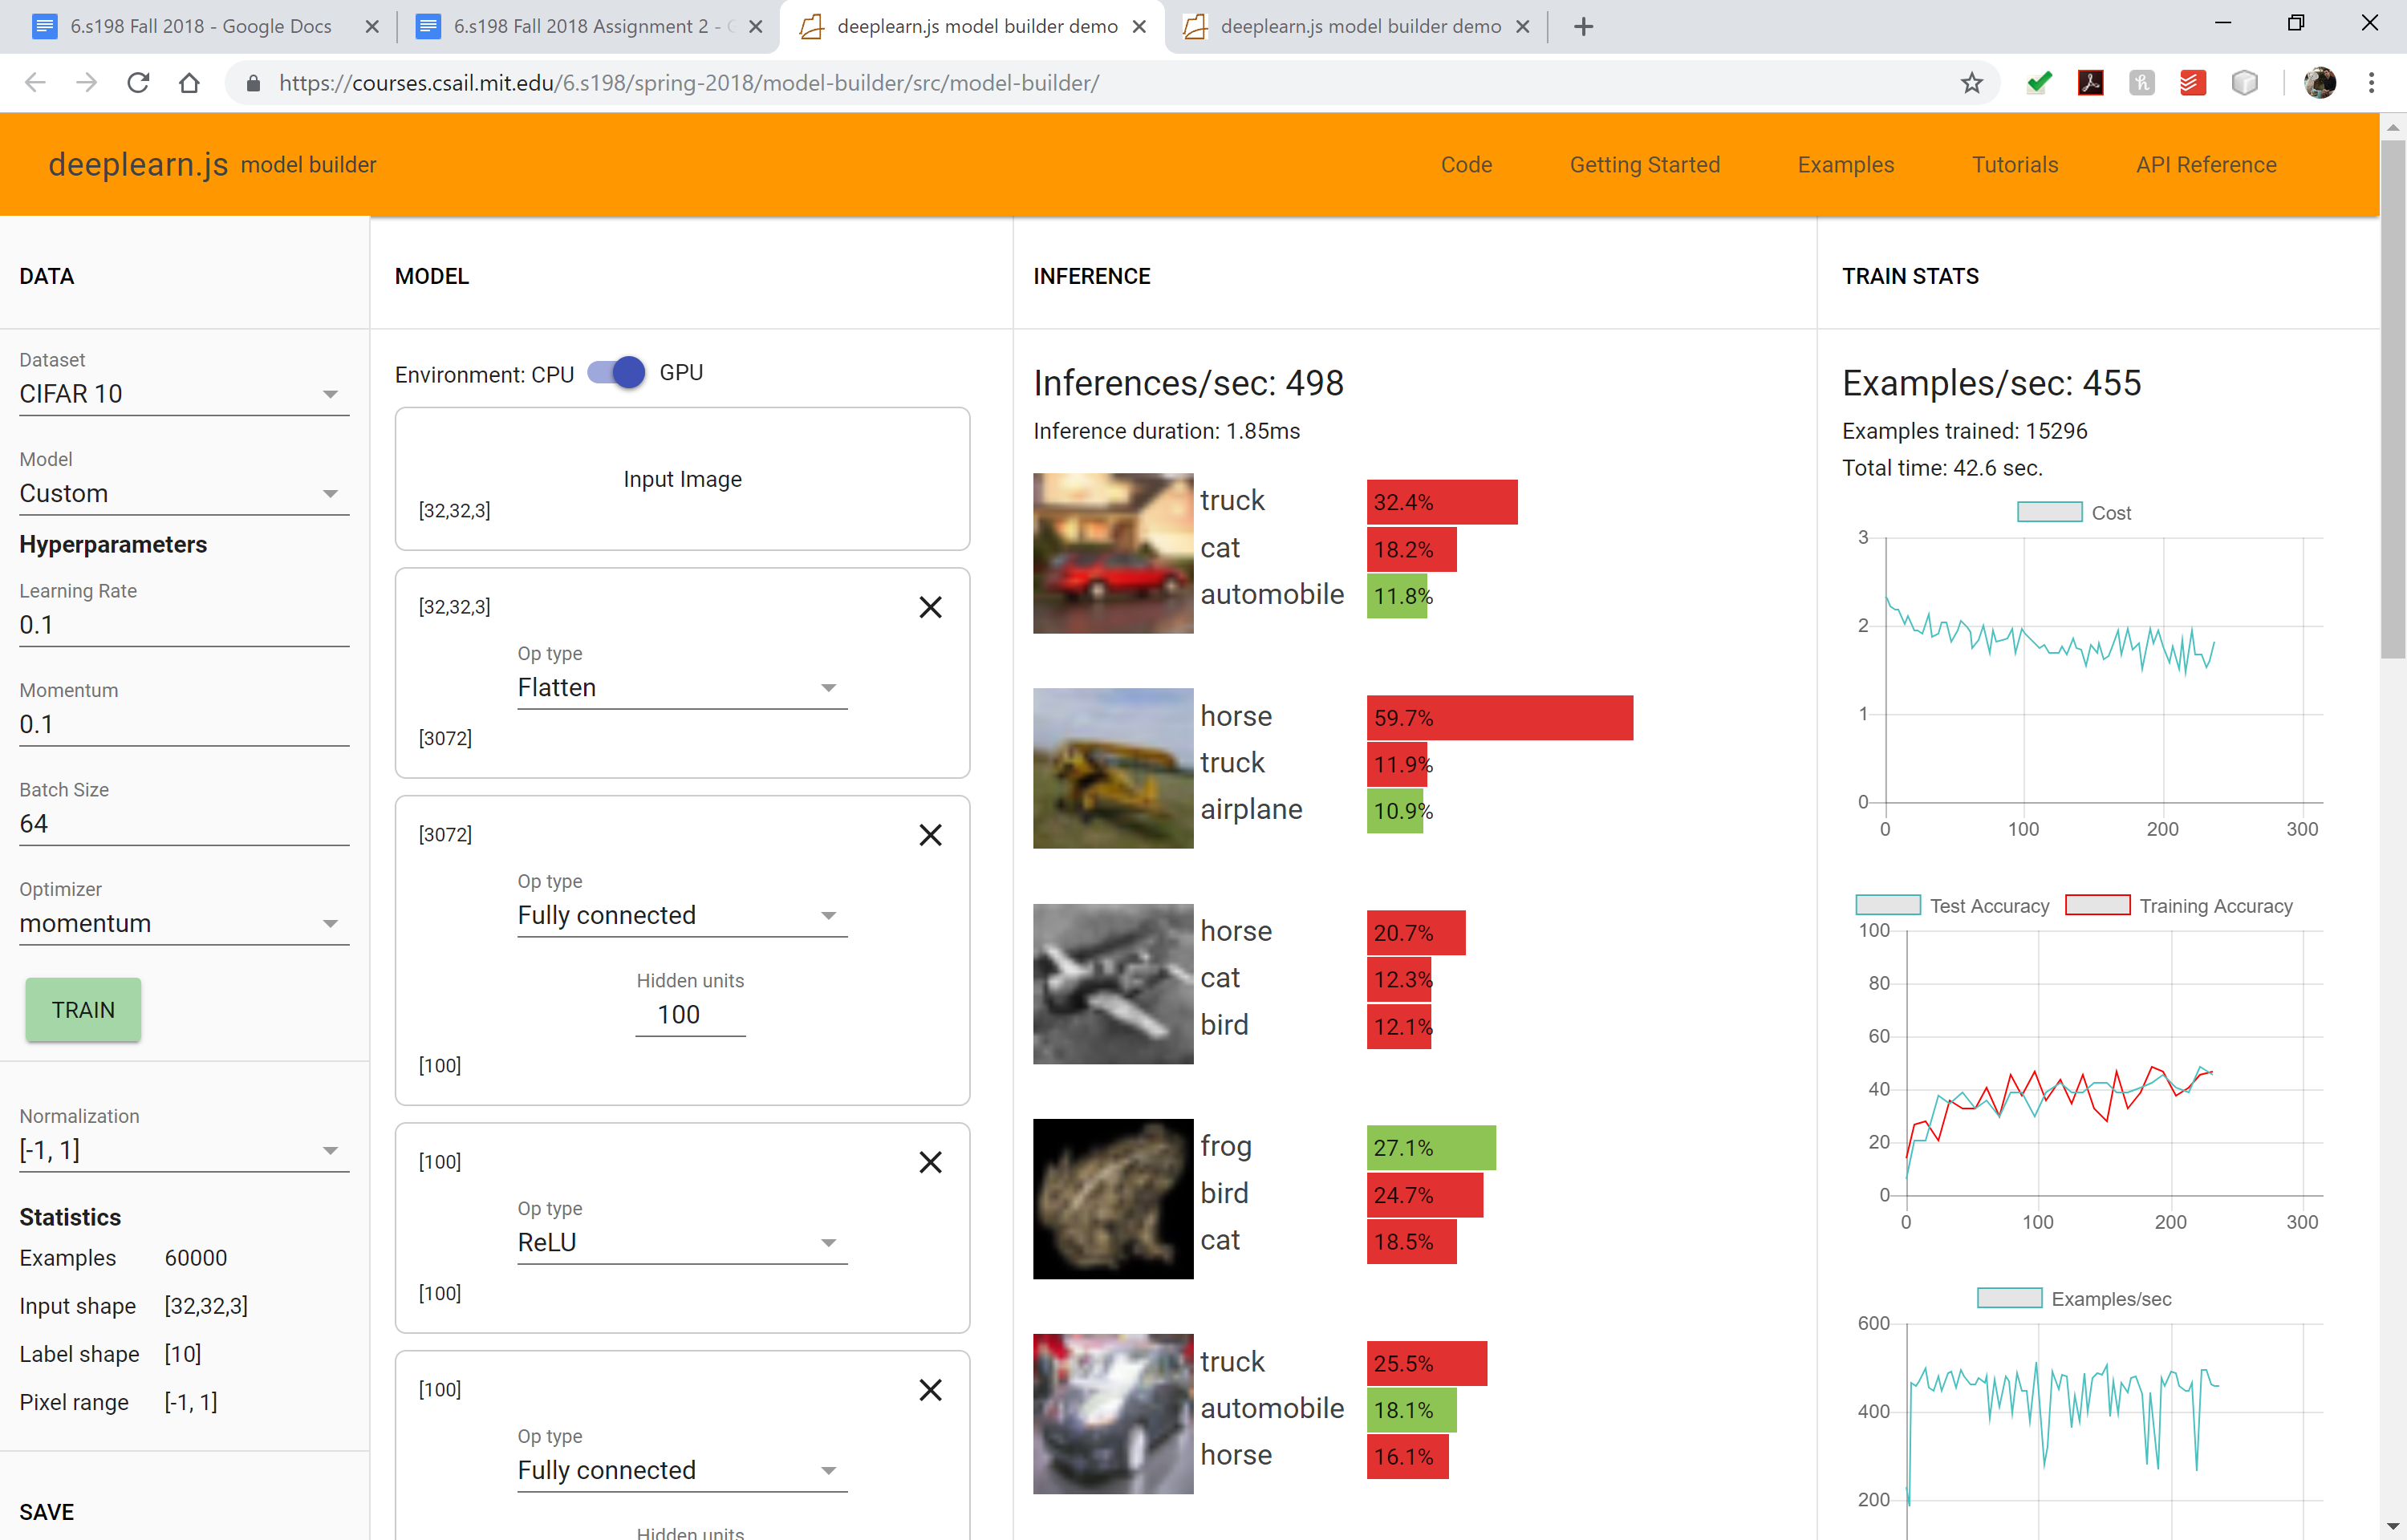 6.s198 Fall 2018 - Google Docs
6.s198 Fall 2018 Assignment 2 -
deeplearn.js model builder demo
deeplearn.js model builder demo
https://courses.csail.mit.edu/6.s198/spring-2018/model-builder/src/model-builder/
deeplearn.js model builder
Code Getting Started Examples Tutorials API Reference
DATA
Dataset
CIFAR 10
Model
Custom
Hyperparameters
Learning Rate
0.1
Momentum
0.1
Batch Size
64
Optimizer
momentum
TRAIN
Normalization
[-1, 1]
Statistics
Examples 60000
Input shape [32,32,3]
Label shape [10]
Pixel range [-1, 1]
SAVE
MODEL
Environment: CPU GPU
Input Image
[32,32,3]
[32,32,3]
Op type
Flatten
[3072]
[3072]
Op type
Fully connected
Hidden units
100
[100]
[100]
Op type
ReLU
[100]
[100]
Op type
Fully connected
Hidden units
INFERENCE
Inferences/sec: 498
Inference duration: 1.85ms
truck 32.4%
cat 18.2%
automobile 11.8%
horse 59.7%
truck 11.9%
airplane 10.9%
horse 20.7%
cat 12.3%
bird 12.1%
frog 27.1%
bird 24.7%
cat 18.5%
truck 25.5%
automobile 18.1%
horse 16.1%
TRAIN STATS
Examples/sec: 455
Examples trained: 15296
Total time: 42.6 sec.
Cost
3
2
1
0
0 100 200 300
Test Accuracy Training Accuracy
100
80
60
40
20
0
0 100 200 300
Examples/sec
600
400
200